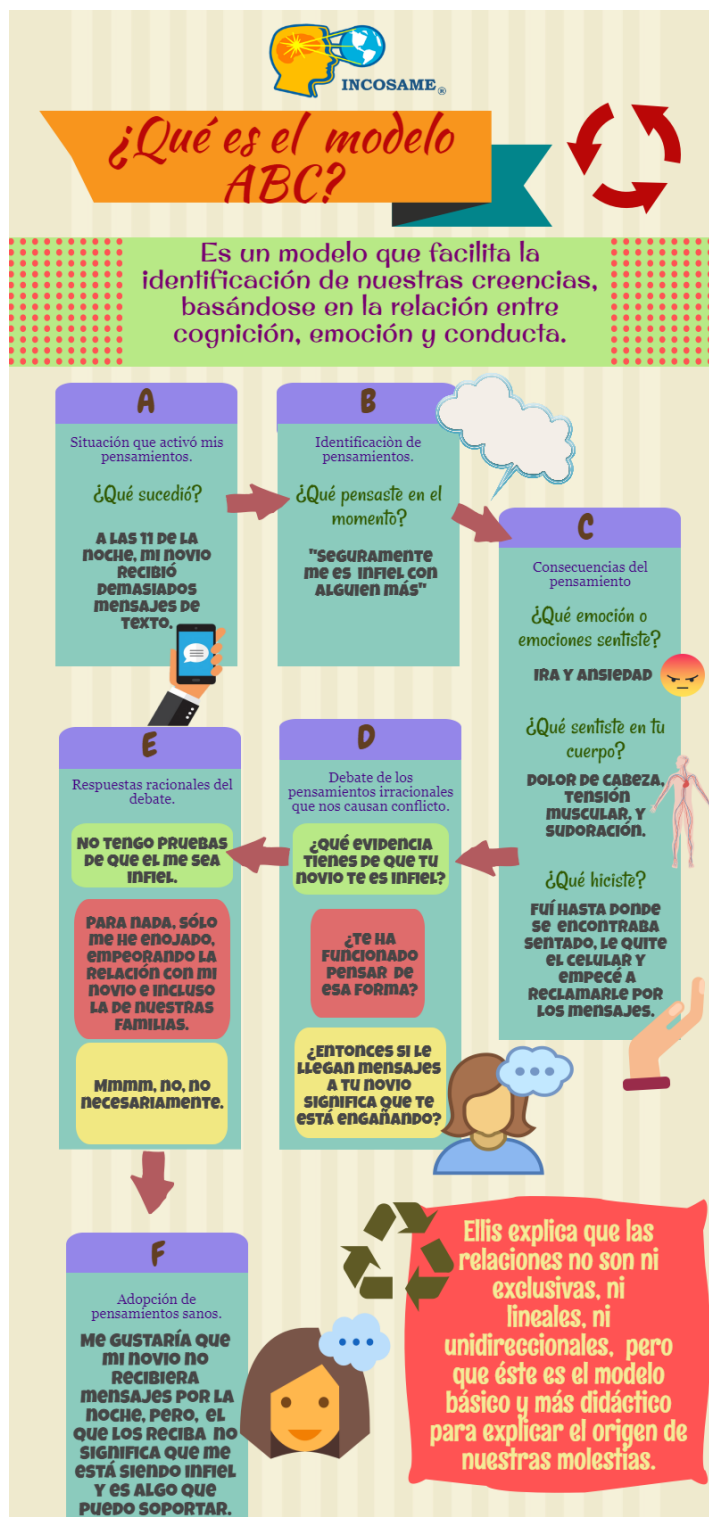 INCOSAME®
¿Qué es el modelo
ABC?
Es un modelo que facilita la
identificación de nuestras creencias,
basándose en la relación entre
cognición, emoción y conducta.
A
Situación que activó mis
pensamientos.
¿Qué sucedió?
A LAS 11 DE LA
NOCHE, MI NOVIO
RECIBIÓ
DEMASIADOS
MENSAJES DE
TEXTO.
B
Identificaciòn de
pensamientos.
¿Qué pensaste en el
momento?
"SEGURAMENTE
ME ES INFIEL CON
ALGUIEN MÁS"
C
Consecuencias del
pensamiento
¿Qué emoción o
emociones sentiste?
IRA Y ANSIEDAD
¿Qué sentiste en tu
cuerpo?
DOLOR DE CABEZA,
TENSIÓN
MUSCULAR, Y
SUDORACIÓN.
¿Qué hiciste?
FUÍ HASTA DONDE
SE ENCONTRABA
SENTADO, LE QUITE
EL CELULAR Y
EMPECÉ A
RECLAMARLE POR
LOS MENSAJES.
D
Debate de los
pensamientos irracionales
que nos causan conflicto.
¿QUÉ EVIDENCIA
TIENES DE QUE TU
NOVIO TE ES INFIEL?
¿TE HA
FUNCIONADO
PENSAR DE
ESA FORMA?
¿ENTONCES SI LE
LLEGAN MENSAJES
A TU NOVIO
SIGNIFICA QUE TE
ESTÁ ENGAÑANDO?
E
Respuestas racionales del
debate.
NO TENGO PRUEBAS
DE QUE EL ME SEA
INFIEL.
PARA NADA, SÓLO
ME HE ENOJADO,
EMPEORANDO LA
RELACIÓN CON MI
NOVIO E INCLUSO
LA DE NUESTRAS
FAMILIAS.
MMMM, NO, NO
NECESARIAMENTE.
F
Adopción de
pensamientos sanos.
ME GUSTARÍA QUE
MI NOVIO NO
RECIBIERA
MENSAJES POR LA
NOCHE, PERO, EL
QUE LOS RECIBA NO
SIGNIFICA QUE ME
ESTÁ SIENDO INFIEL
Y ES ALGO QUE
PUEDO SOPORTAR.
Ellis explica que las
relaciones no son ni
exclusivas, ni
lineales, ni
unidireccionales, pero
que éste es el modelo
básico y más didáctico
para explicar el origen de
nuestras molestias.